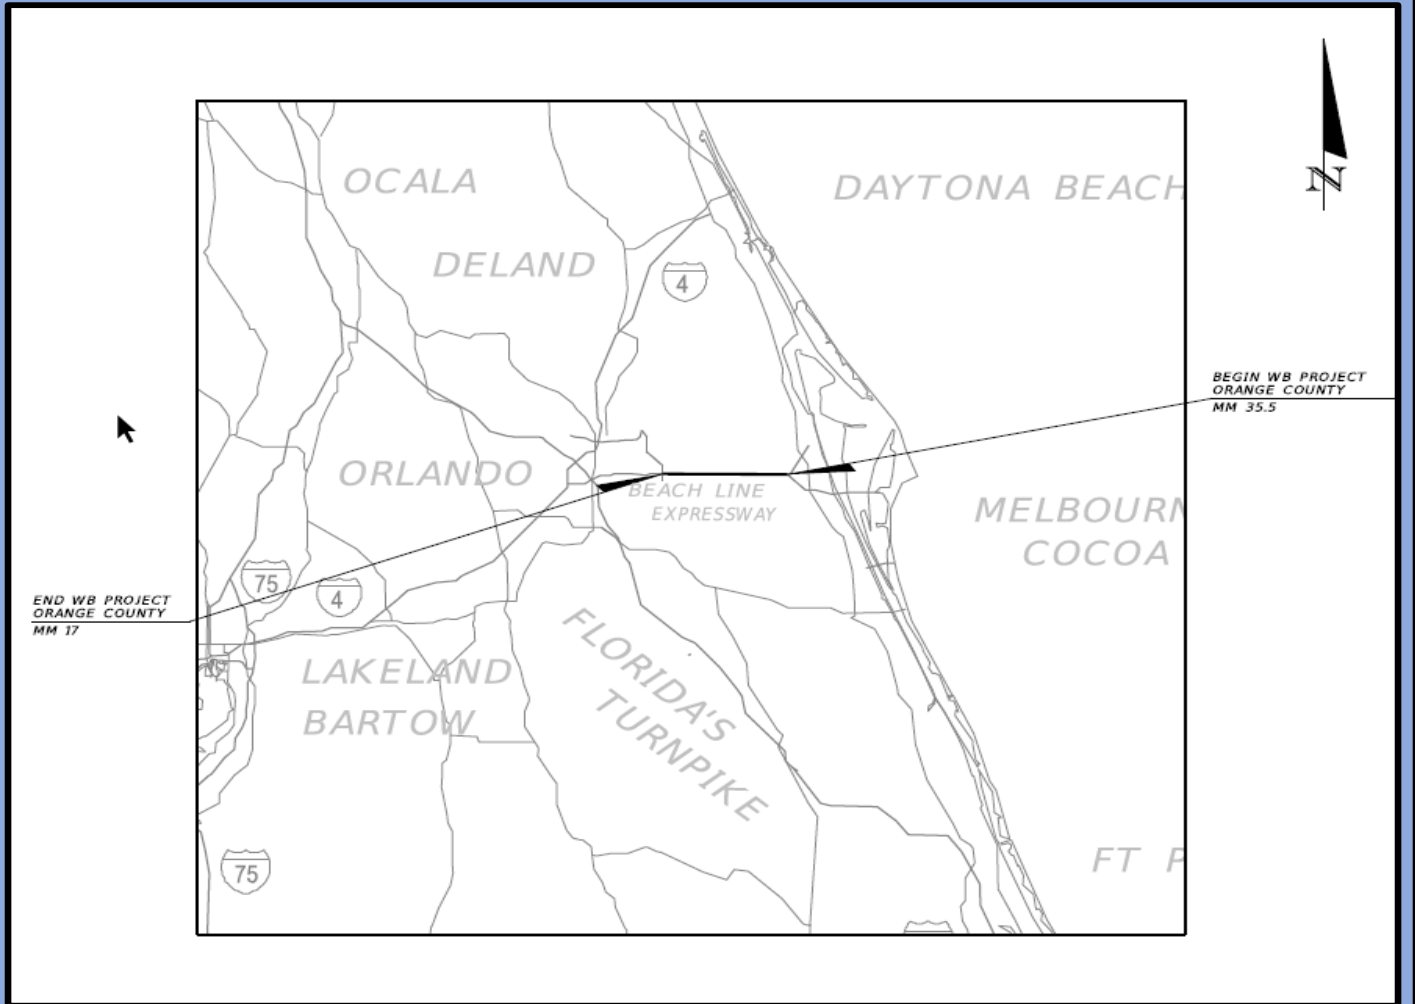 N
OCALA
DAYTONA BEACH
DELAND
4
BEGIN WB PROJECT
ORANGE COUNTY
MM 35.5
ORLANDO
BEACH LINE
EXPRESSWAY
MELBOURN
COCOA
75
4
END WB PROJECT
ORANGE COUNTY
MM 17
LAKELAND
BARTOW
FLORIDA'S
TURNPIKE
FT P
75